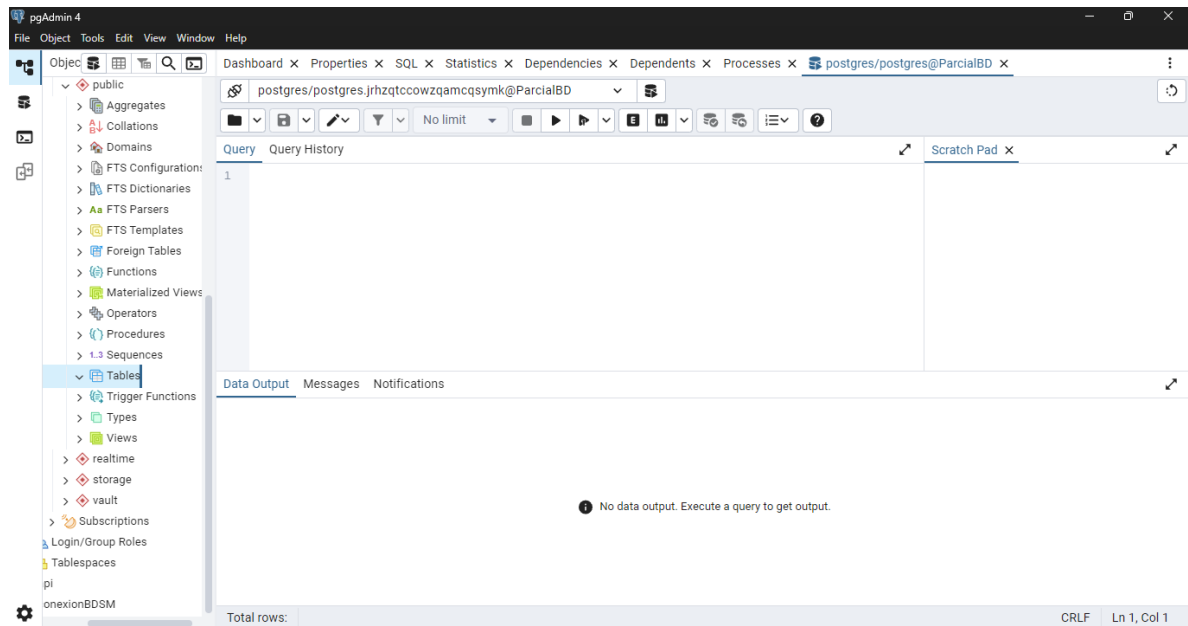 pgAdmin 4
File Object Tools Edit View Window Help
Objec
Dashboard Properties SQL Statistics Dependencies Dependents Processes postgres/postgres@ParcialBD
public
Aggregates
Collations
Domains
FTS Configurations
FTS Dictionaries
FTS Parsers
FTS Templates
Foreign Tables
Functions
Materialized Views
Operators
Procedures
1..3 Sequences
Tables
Trigger Functions
Types
Views
realtime
storage
vault
Subscriptions
Login/Group Roles
Tablespaces
pi
onexionBDSM
postgres/postgres.jrhzqtccowzqamcqsymk@ParcialBD
No limit
Query Query History
Scratch Pad
1
Data Output Messages Notifications
No data output. Execute a query to get output.
Total rows:
CRLF Ln 1, Col 1